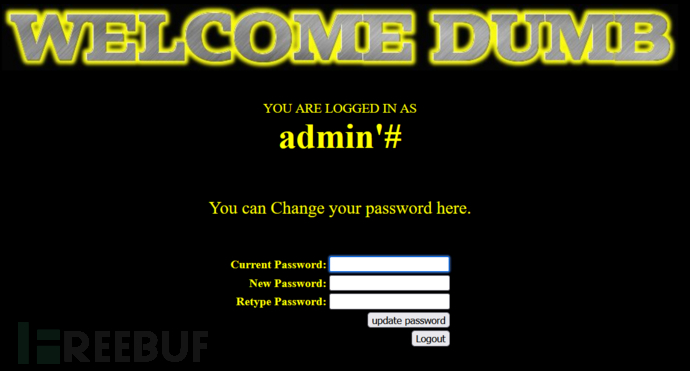 WELCOME DUMB
YOU ARE LOGGED IN AS
admin'#
You can Change your password here.
Current Password:
New Password:
Retype Password:
update password
Logout
FREEBUF